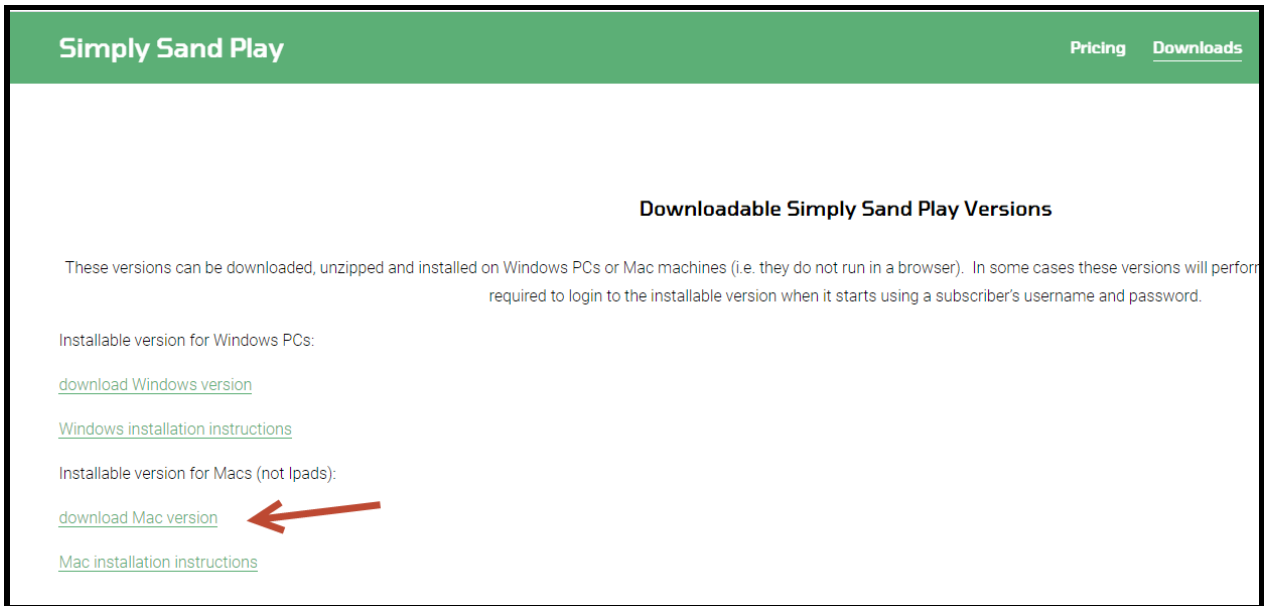 Simply Sand Play
Pricing Downloads
Downloadable Simply Sand Play Versions
These versions can be downloaded, unzipped and installed on Windows PCs or Mac machines (i.e. they do not run in a browser). In some cases these versions will perfor
required to login to the installable version when it starts using a subscriber's username and password.
Installable version for Windows PCs:
download Windows version
Windows installation instructions
Installable version for Macs (not Ipads):
download Mac version
Mac installation instructions